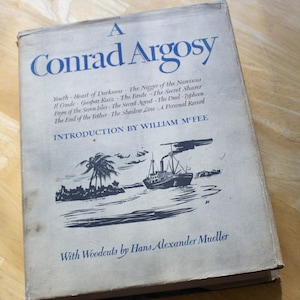 A
Conrad Argosy
Youth · Heart of Darkness · The Nigger of the Narcissus
Il Conde · Gaspar Ruiz · The Brute · The Secret Sharer
Freya of the Seven Isles · The Secret Agent · The Duel · Typhoon
The End of the Tether · The Shadow Line · A Personal Record
INTRODUCTION BY WILLIAM McFEE
With Woodcuts by Hans Alexander Mueller